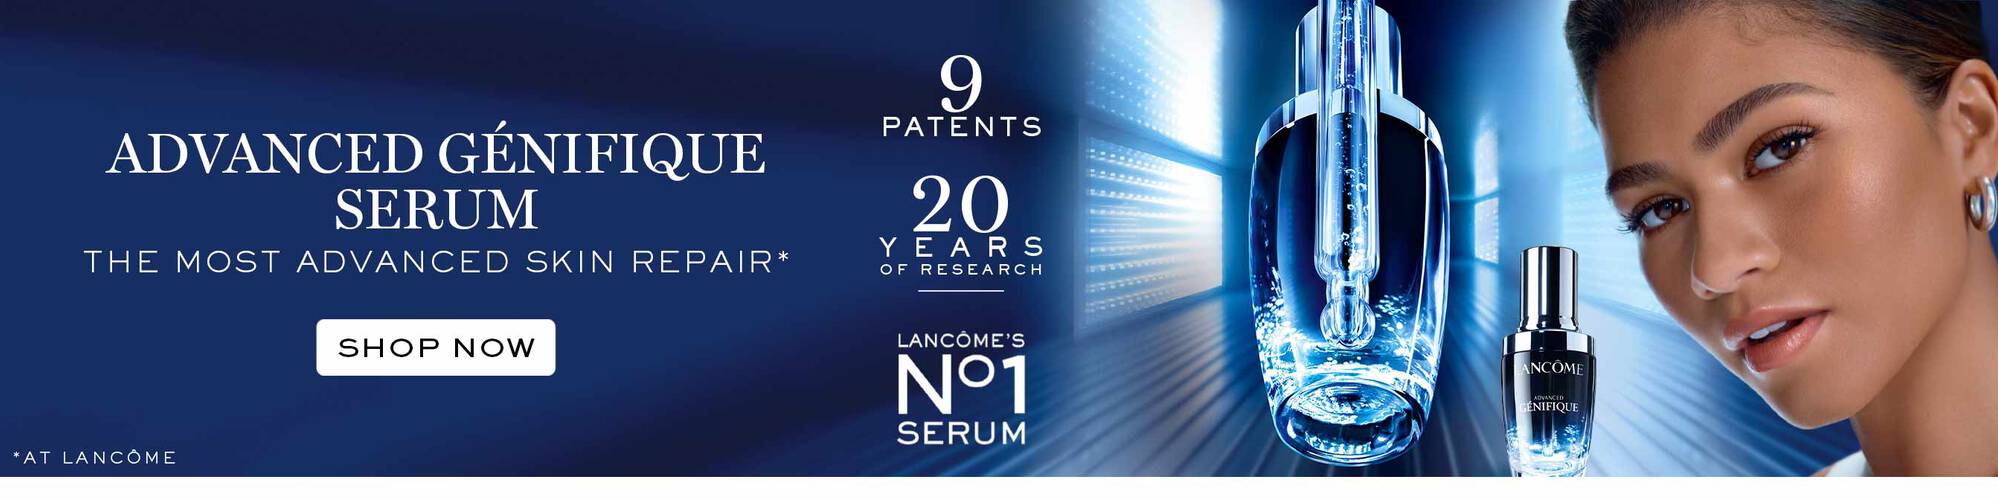 ADVANCED GÉNIFIQUE
SERUM
THE MOST ADVANCED SKIN REPAIR*
SHOP NOW
*AT LANCÔME
9
PATENTS
20
YEARS
OF RESEARCH
LANCÔME'S
Nº1
SERUM
LANCÔME
ADVANCED
GÉNIFIQUE